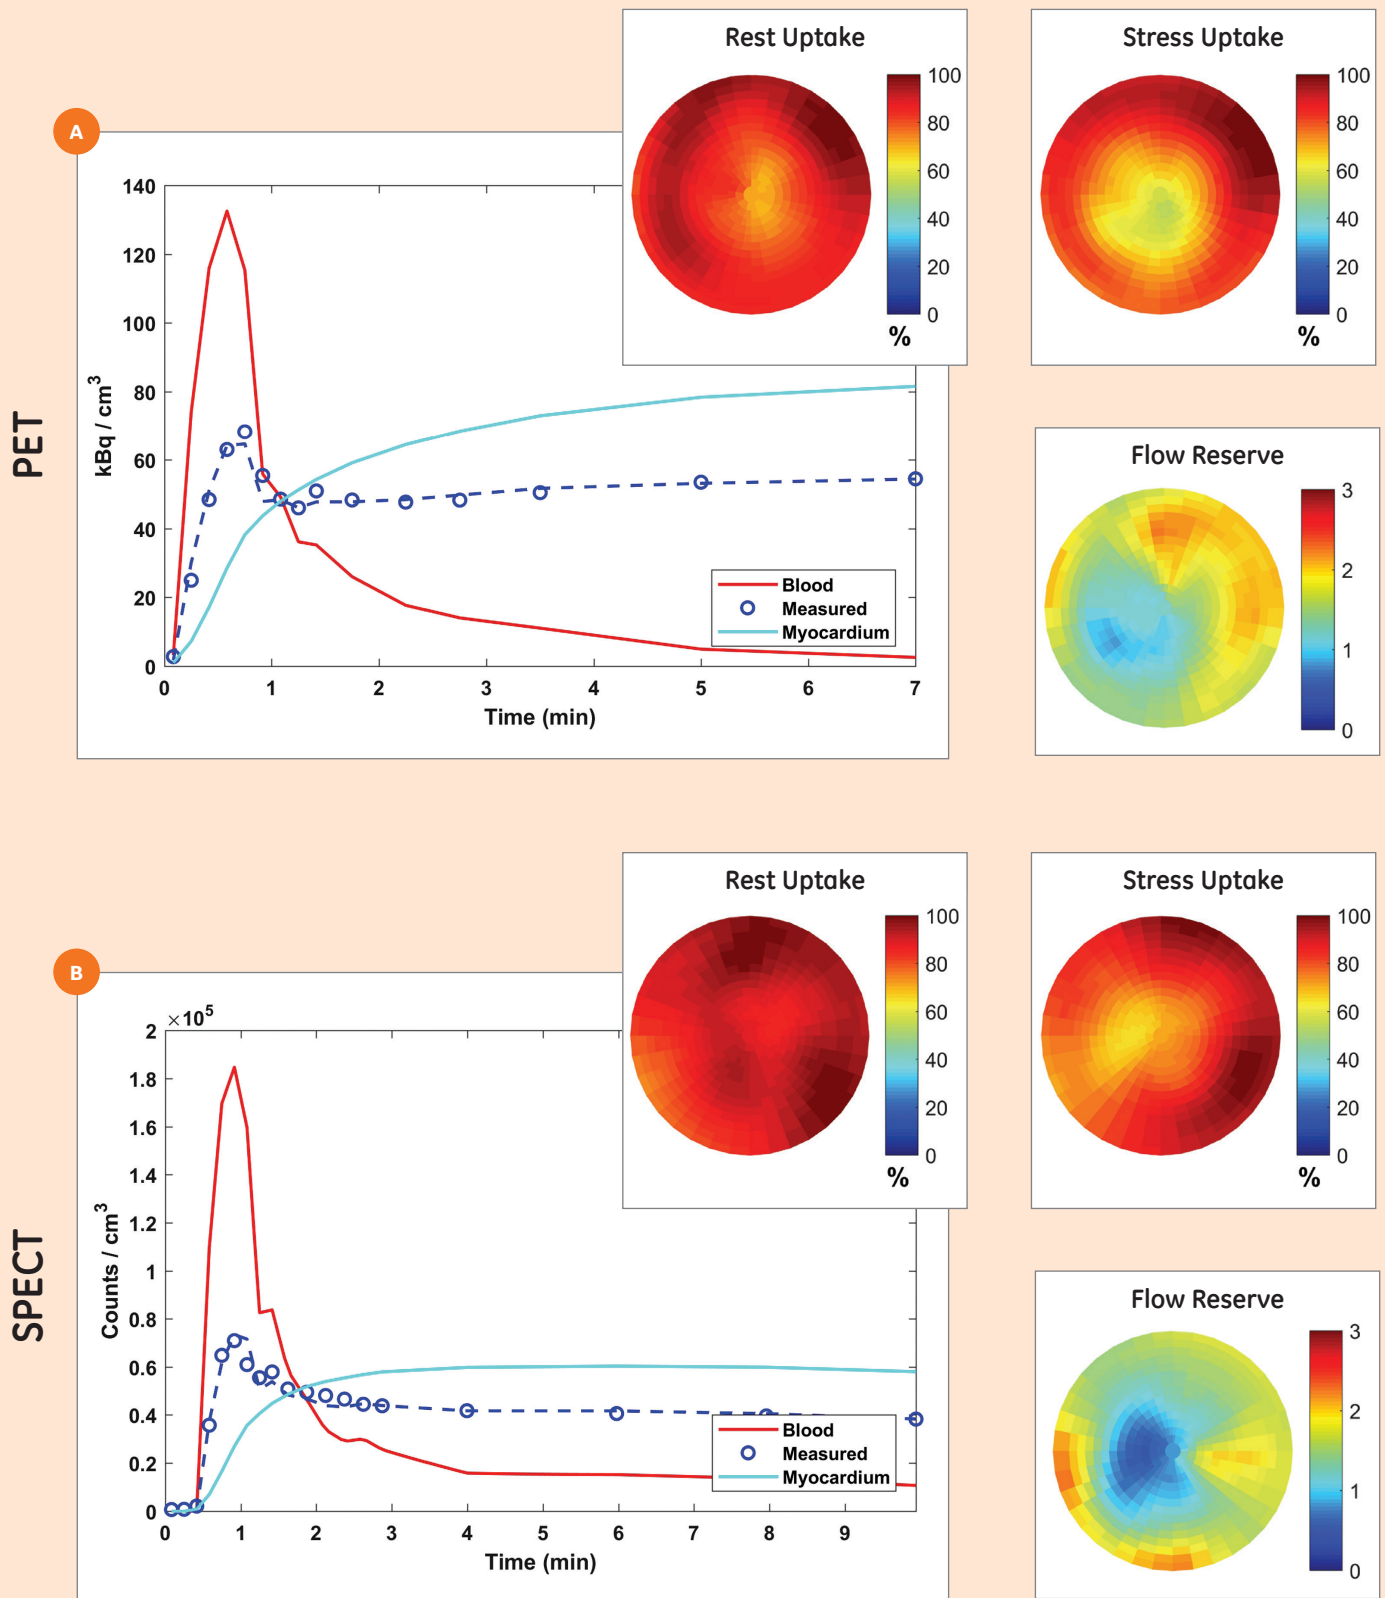 PET
A
140
120
100
80
60
40
20
0
kBq / cm³
0 1 2 3 4 5 6 7
Time (min)
Blood
Measured
Myocardium
Rest Uptake
100
80
60
40
20
0
%
Stress Uptake
100
80
60
40
20
0
%
Flow Reserve
3
2
1
0
SPECT
B
×10⁵
2
1.8
1.6
1.4
1.2
1
0.8
0.6
0.4
0.2
0
Counts / cm³
0 1 2 3 4 5 6 7 8 9
Time (min)
Blood
Measured
Myocardium
Rest Uptake
100
80
60
40
20
0
%
Stress Uptake
100
80
60
40
20
0
%
Flow Reserve
3
2
1
0